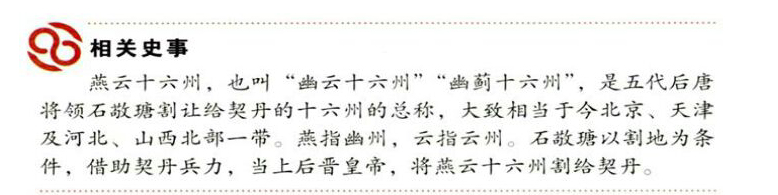 相关史事
燕云十六州，也叫“幽云十六州”“幽蓟十六州”，是五代后唐
将领石敬瑭割让给契丹的十六州的总称，大致相当于今北京、天津
及河北、山西北部一带。燕指幽州，云指云州。石敬瑭以割地为条
件，借助契丹兵力，当上后晋皇帝，将燕云十六州割给契丹。